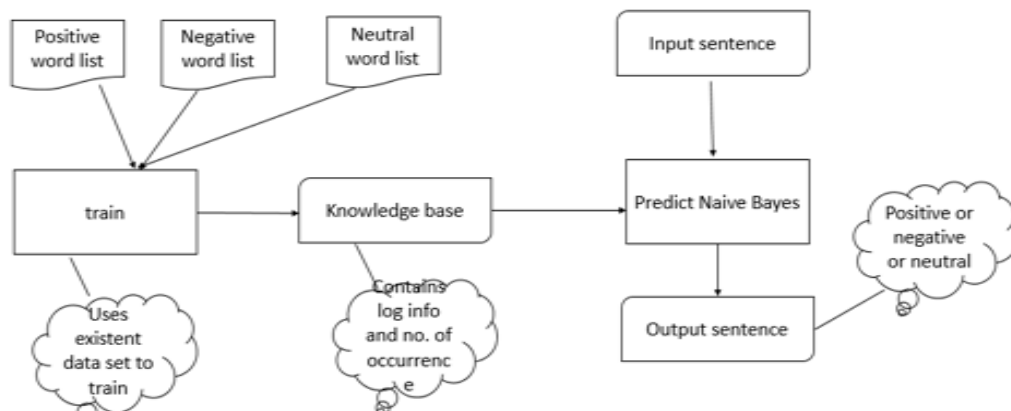 Positive
word list
Negative
word list
Neutral
word list
Input sentence
train
Knowledge base
Predict Naive Bayes
Positive or
negative
or neutral
Uses
existent
data set to
train
Contains
log info
and no. of
occurrenc
e
Output sentence